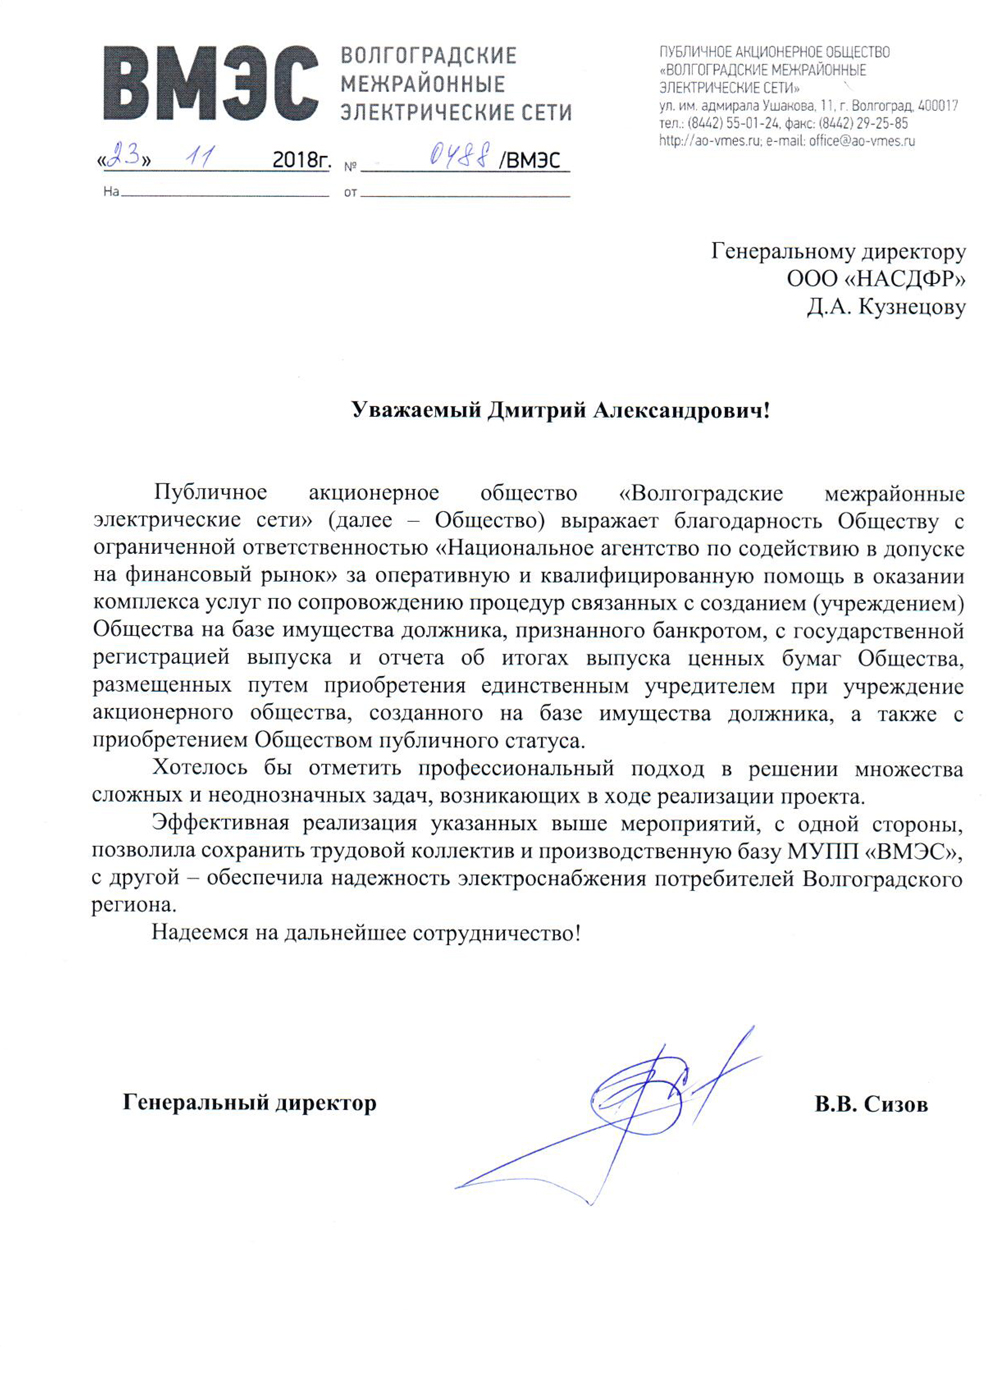 ВМЭС
ВОЛГОГРАДСКИЕ
МЕЖРАЙОННЫЕ
ЭЛЕКТРИЧЕСКИЕ СЕТИ
ПУБЛИЧНОЕ АКЦИОНЕРНОЕ ОБЩЕСТВО
«ВОЛГОГРАДСКИЕ МЕЖРАЙОННЫЕ
ЭЛЕКТРИЧЕСКИЕ СЕТИ»
ул. им. адмирала Ушакова, 11, г. Волгоград, 400017
тел.: (8442) 55-01-24, факс: (8442) 29-25-85
http://ao-vmes.ru; e-mail: office@ao-vmes.ru
«23» 11 2018г. № 0488 /ВМЭС
На от
Генеральному директору
ООО «НАСДФР»
Д.А. Кузнецову
Уважаемый Дмитрий Александрович!
Публичное акционерное общество «Волгоградские межрайонные
электрические сети» (далее – Общество) выражает благодарность Обществу с
ограниченной ответственностью «Национальное агентство по содействию в допуске
на финансовый рынок» за оперативную и квалифицированную помощь в оказании
комплекса услуг по сопровождению процедур связанных с созданием (учреждением)
Общества на базе имущества должника, признанного банкротом, с государственной
регистрацией выпуска и отчета об итогах выпуска ценных бумаг Общества,
размещенных путем приобретения единственным учредителем при учреждение
акционерного общества, созданного на базе имущества должника, а также с
приобретением Обществом публичного статуса.
Хотелось бы отметить профессиональный подход в решении множества
сложных и неоднозначных задач, возникающих в ходе реализации проекта.
Эффективная реализация указанных выше мероприятий, с одной стороны,
позволила сохранить трудовой коллектив и производственную базу МУПП «ВМЭС»,
с другой – обеспечила надежность электроснабжения потребителей Волгоградского
региона.
Надеемся на дальнейшее сотрудничество!
Генеральный директор
В.В. Сизов